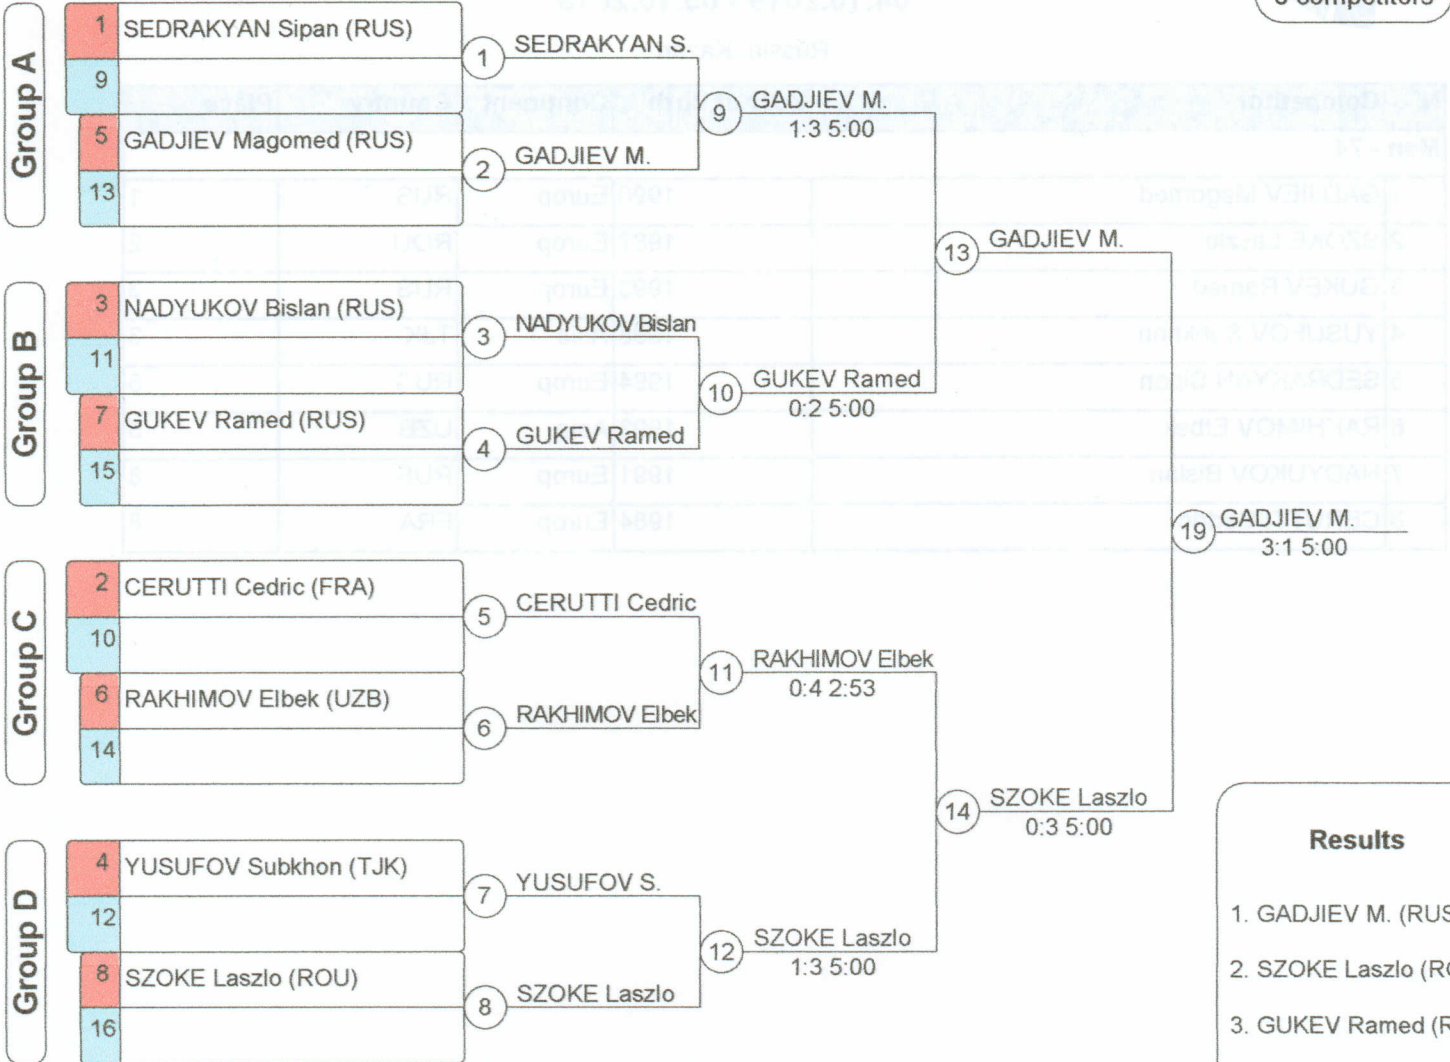 Group A
1 SEDRAKYAN Sipan (RUS)
9
5 GADJIEV Magomed (RUS)
13
1 SEDRAKYAN S.
2 GADJIEV M.
9 GADJIEV M.
1:3 5:00
Group B
3 NADYUKOV Bislan (RUS)
11
7 GUKEV Ramed (RUS)
15
3 NADYUKOV Bislan
4 GUKEV Ramed
10 GUKEV Ramed
0:2 5:00
13 GADJIEV M.
Group C
2 CERUTTI Cedric (FRA)
10
6 RAKHIMOV Elbek (UZB)
14
5 CERUTTI Cedric
6 RAKHIMOV Elbek
11 RAKHIMOV Elbek
0:4 2:53
Group D
4 YUSUFOV Subkhon (TJK)
12
8 SZOKE Laszlo (ROU)
16
7 YUSUFOV S.
8 SZOKE Laszlo
12 SZOKE Laszlo
1:3 5:00
14 SZOKE Laszlo
0:3 5:00
19 GADJIEV M.
3:1 5:00
Results
1. GADJIEV M. (RUS
2. SZOKE Laszlo (RO
3. GUKEV Ramed (R